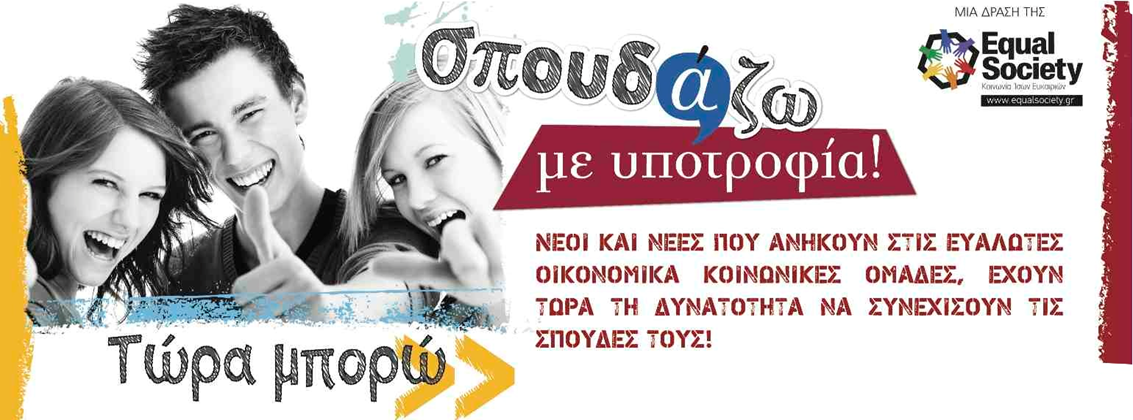 ΜΙΑ ΔΡΑΣΗ ΤΗΣ
Equal
Society
Κοινωνία Ίσων Ευκαιριών
www.equalsociety.gr
σπουδάζω
με υποτροφία!
ΝΕΟΙ ΚΑΙ ΝΕΕΣ ΠΟΥ ΑΝΗΚΟΥΝ ΣΤΙΣ ΕΥΑΛΩΤΕΣ
ΟΙΚΟΝΟΜΙΚΑ ΚΟΙΝΩΝΙΚΕΣ ΟΜΑΔΕΣ, ΕΧΟΥΝ
ΤΩΡΑ ΤΗ ΔΥΝΑΤΟΤΗΤΑ ΝΑ ΣΥΝΕΧΙΣΟΥΝ ΤΙΣ
ΣΠΟΥΔΕΣ ΤΟΥΣ!
Τώρα μπορώ